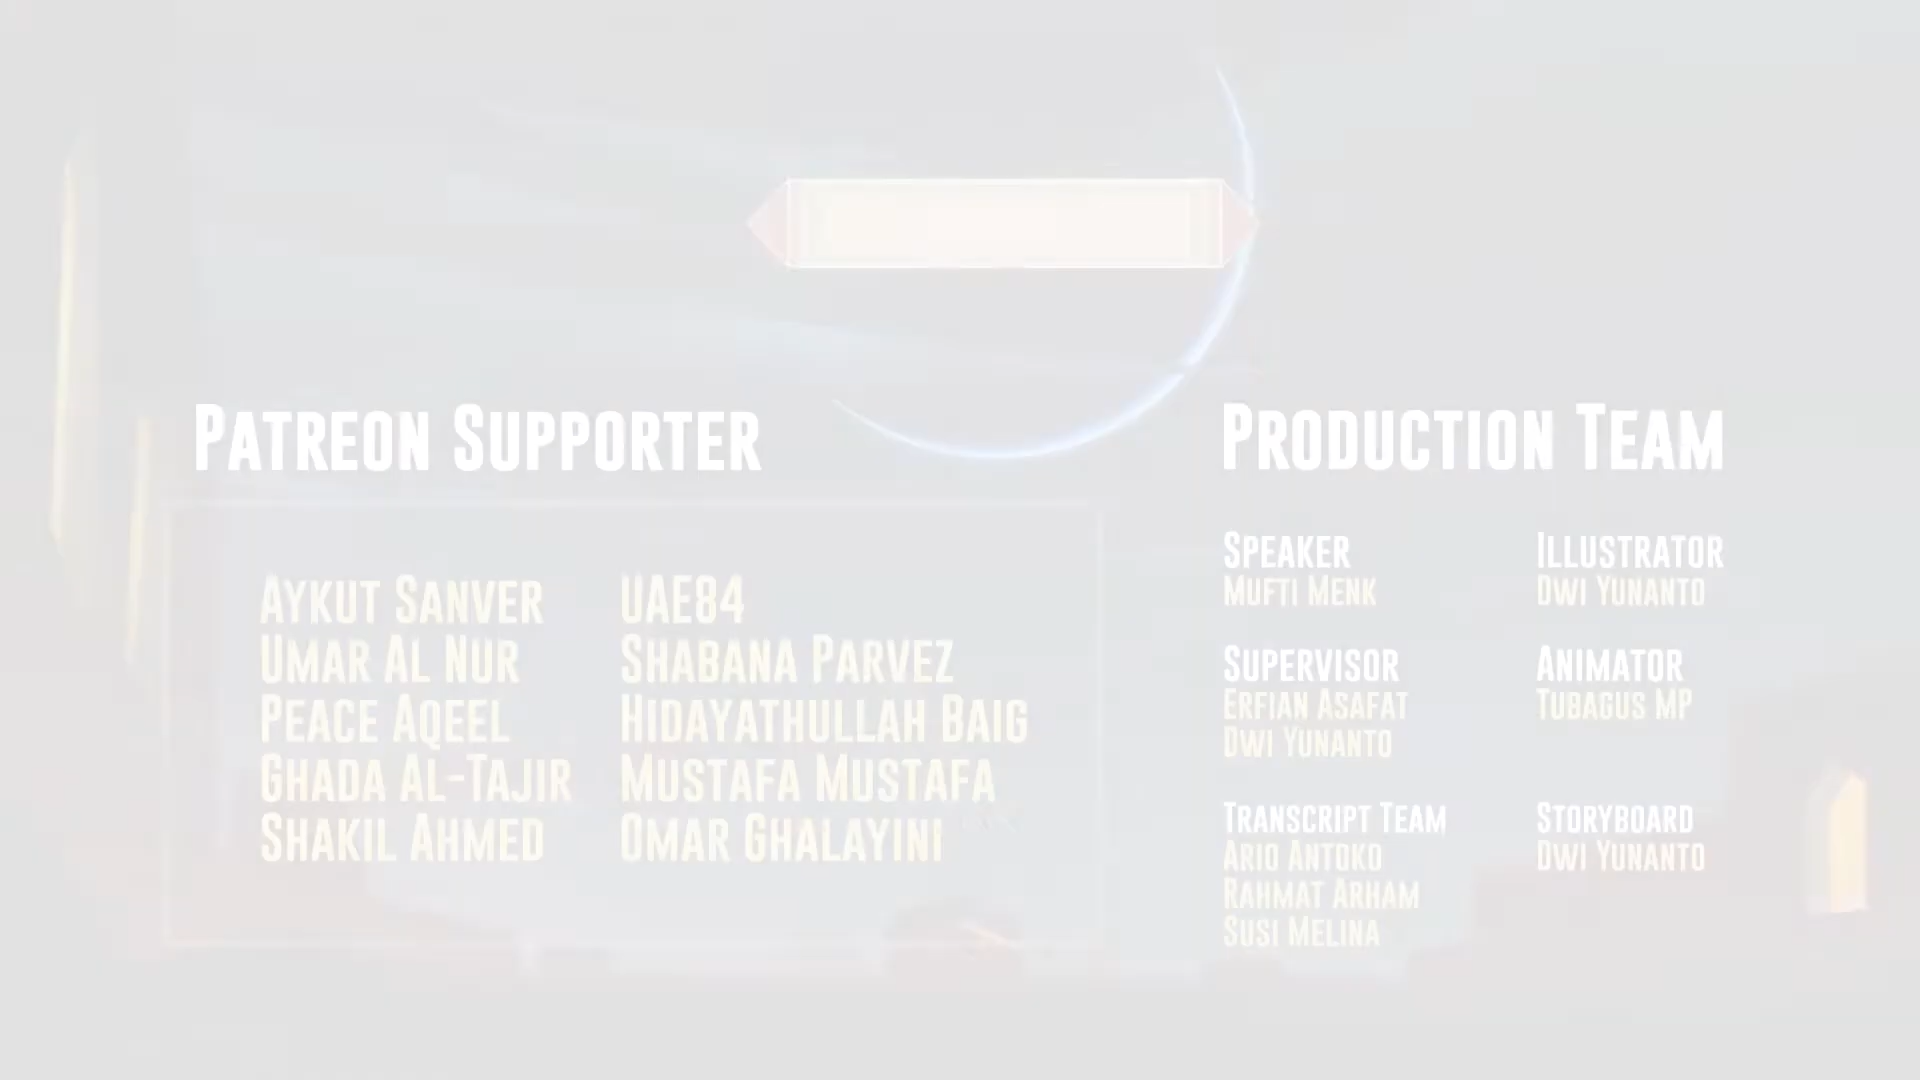 Patreon Supporter
Aykut Sanver
Umar Al Nur
Peace Aqeel
Ghada Al-Tajir
Shakil Ahmed
UAE84
Shabana Parvez
Hidayathullah Baig
Mustafa Mustafa
Omar Ghalayini
Production Team
Speaker
Mufti Menk
Supervisor
Erfian Asafat
Dwi Yunanto
Transcript Team
Ario Antoko
Rahmat Arham
Susi Melina
Illustrator
Dwi Yunanto
Animator
Tubagus MP
Storyboard
Dwi Yunanto